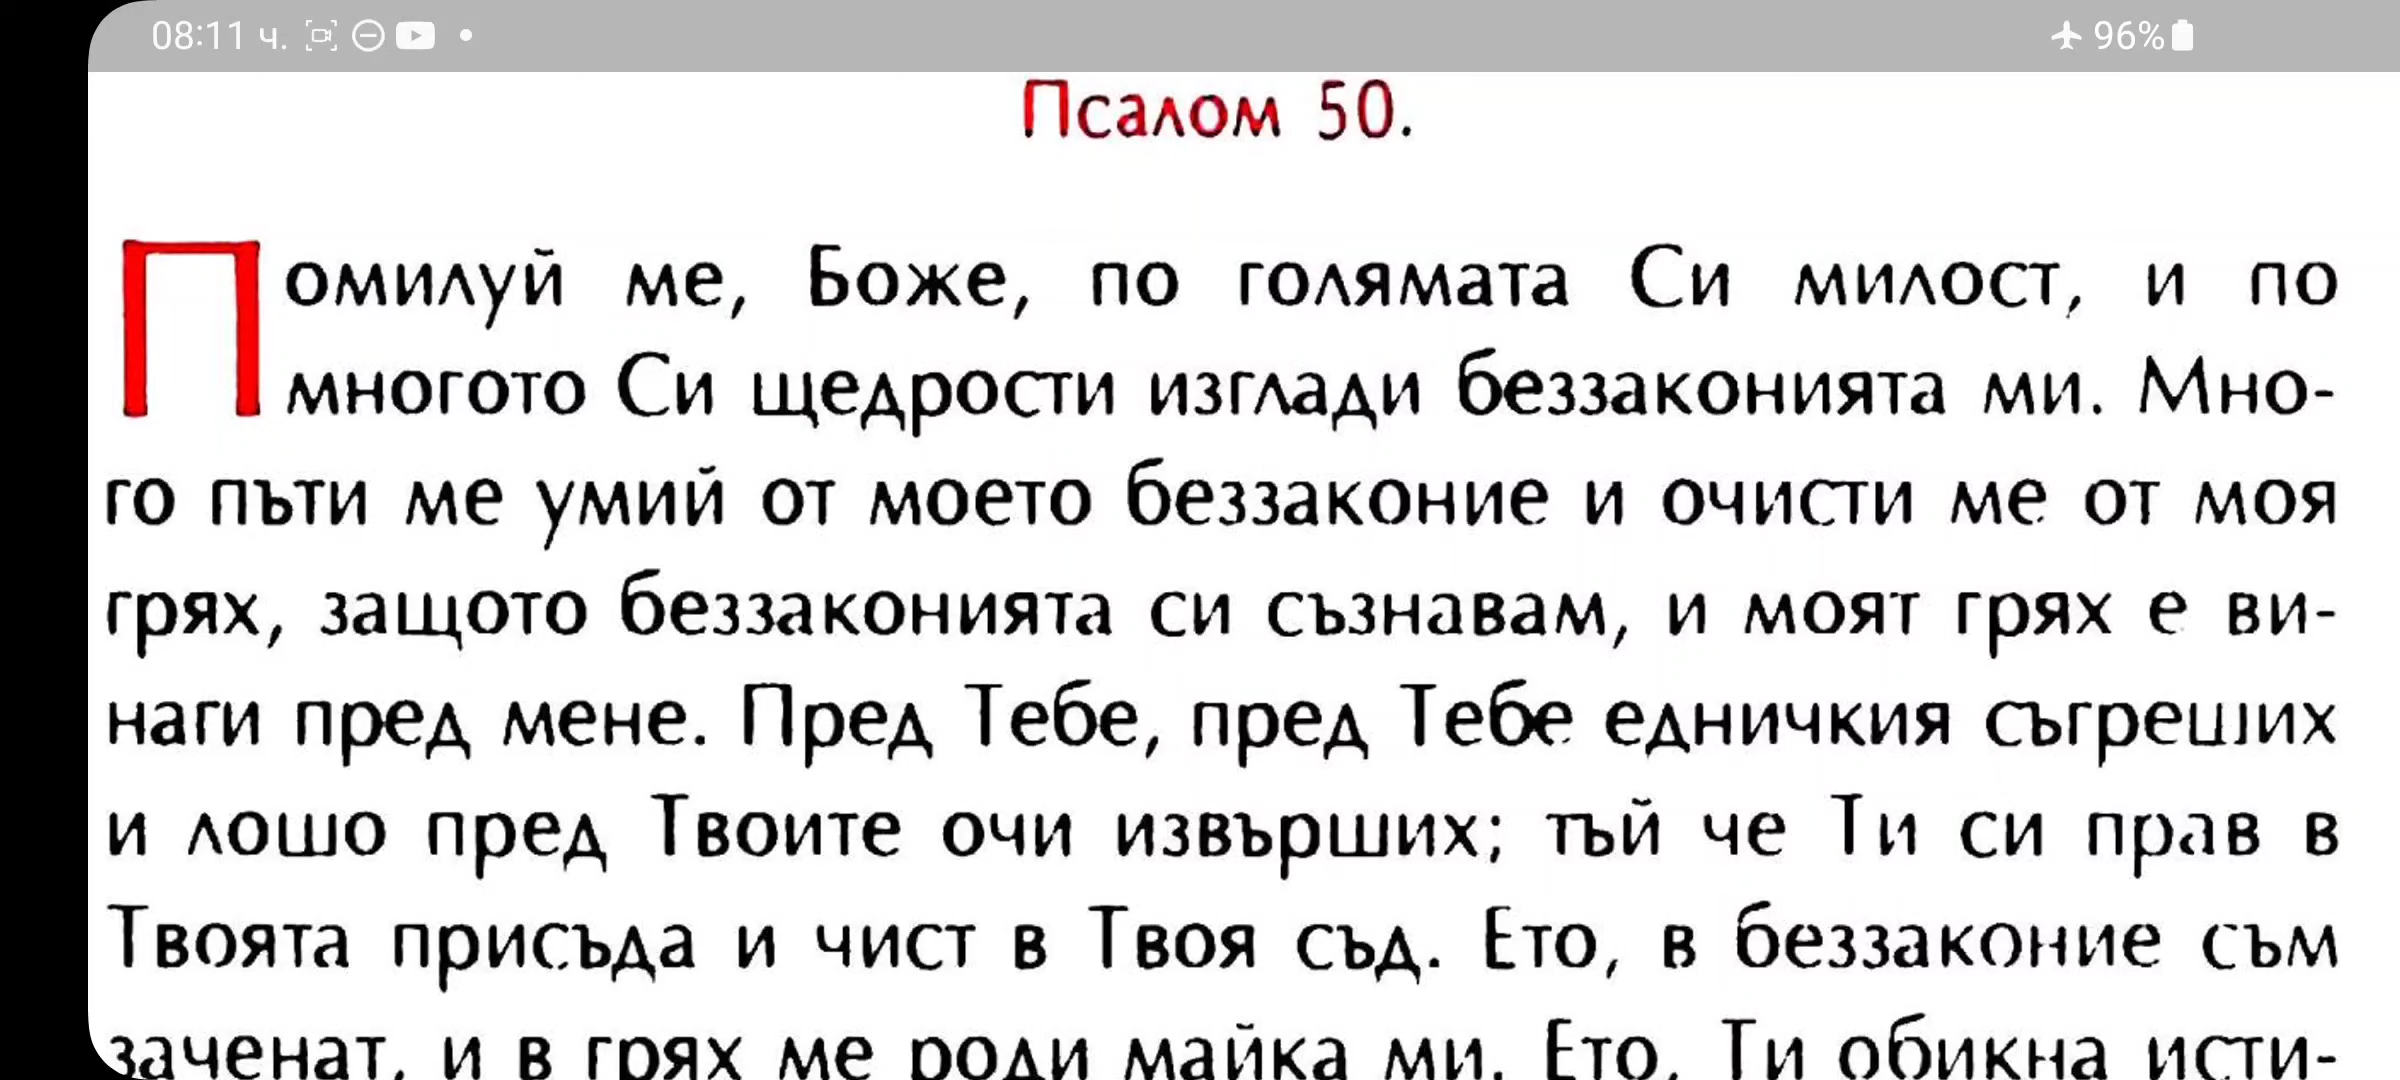 08:11 ч.
96%
Псалом 50.
Помилуй ме, Боже, по голямата Си милост, и по
многото Си щедрости изглади беззаконията ми. Мно-
го пъти ме умий от моето беззаконие и очисти ме от моя
грях, защото беззаконията си съзнавам, и моят грях е ви-
наги пред мене. Пред Тебе, пред Тебе едничкия съгреших
и лошо пред Твоите очи извърших; тъй че Ти си прав в
Твоята присъда и чист в Твоя съд. Ето, в беззаконие съм
заченат, и в грях ме роди майка ми. Ето, Ти обикна исти-